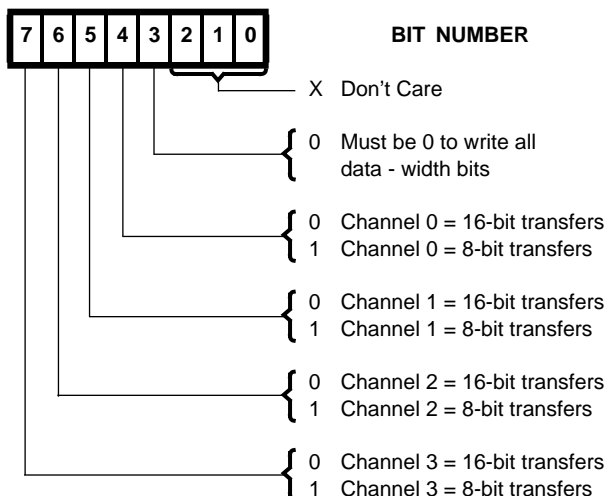 7 6 5 4 3 2 1 0 BIT NUMBER
X Don't Care
0 Must be 0 to write all
data - width bits
0 Channel 0 = 16-bit transfers
1 Channel 0 = 8-bit transfers
0 Channel 1 = 16-bit transfers
1 Channel 1 = 8-bit transfers
0 Channel 2 = 16-bit transfers
1 Channel 2 = 8-bit transfers
0 Channel 3 = 16-bit transfers
1 Channel 3 = 8-bit transfers